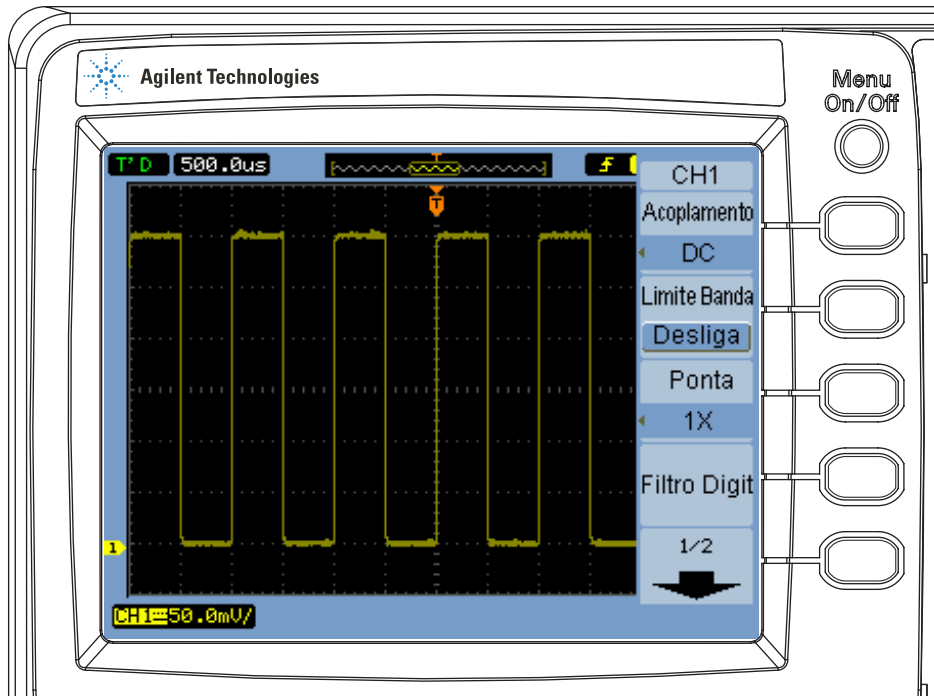 Agilent Technologies
Menu
On/Off
T'D 500.0us T
CH1
Acoplamento
T
DC
Limite Banda
Desliga
Ponta
1X
Filtro Digit
1/2
1
CH1 50.0mV/